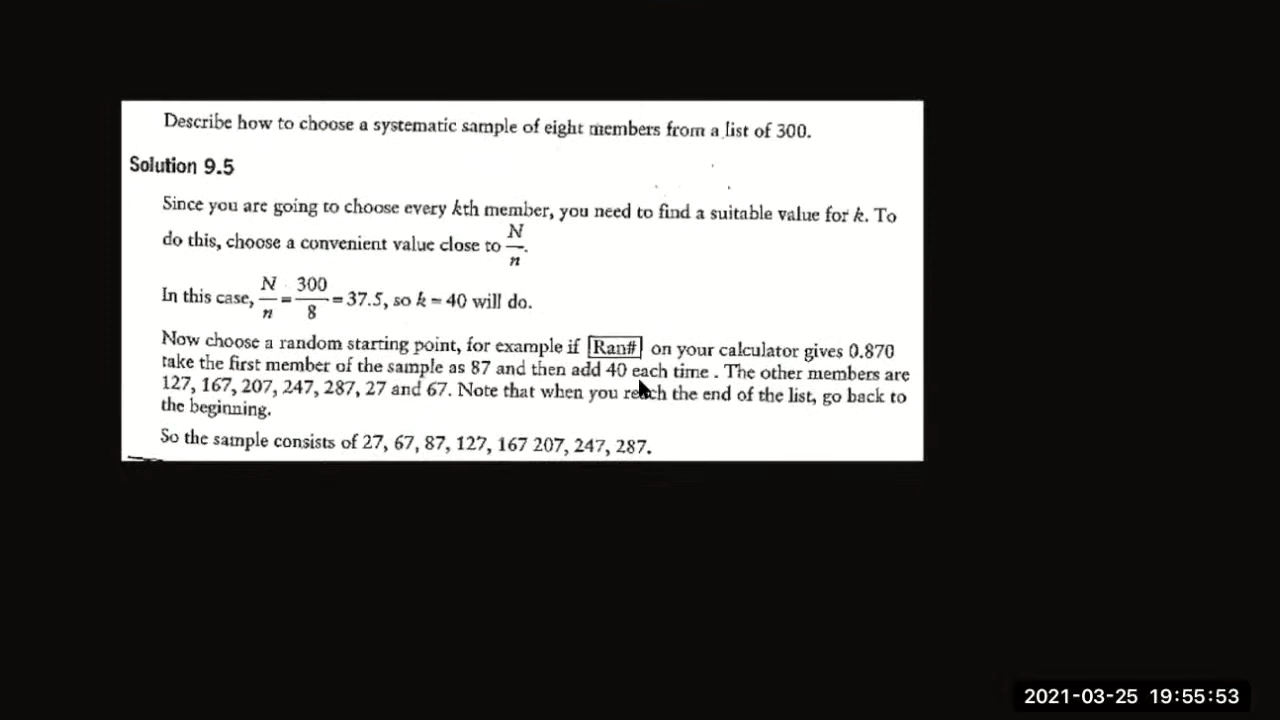 Describe how to choose a systematic sample of eight members from a list of 300.
Solution 9.5
Since you are going to choose every kth member, you need to find a suitable value for k. To
do this, choose a convenient value close to N/n.
In this case, N/n = 300/8 = 37.5, so k = 40 will do.
Now choose a random starting point, for example if Ran# on your calculator gives 0.870
take the first member of the sample as 87 and then add 40 each time . The other members are
127, 167, 207, 247, 287, 27 and 67. Note that when you reach the end of the list, go back to
the beginning.
So the sample consists of 27, 67, 87, 127, 167 207, 247, 287.
2021-03-25 19:55:53